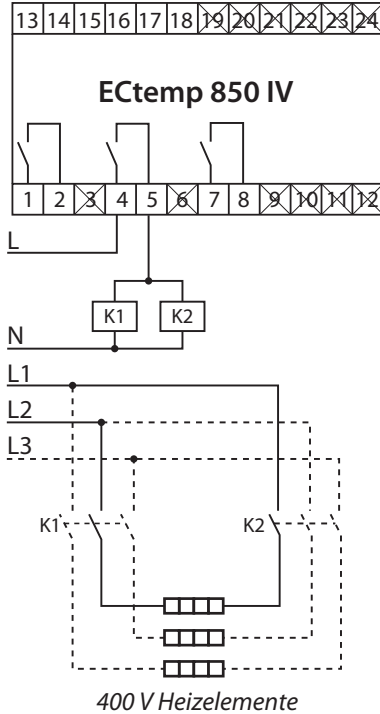 13 14 15 16 17 18 19 20 21 22 23 24
ECtemp 850 IV
1 2 3 4 5 6 7 8 9 10 11 12
L
K1 K2
N
L1
L2
L3
K1 K2
400 V Heizelemente